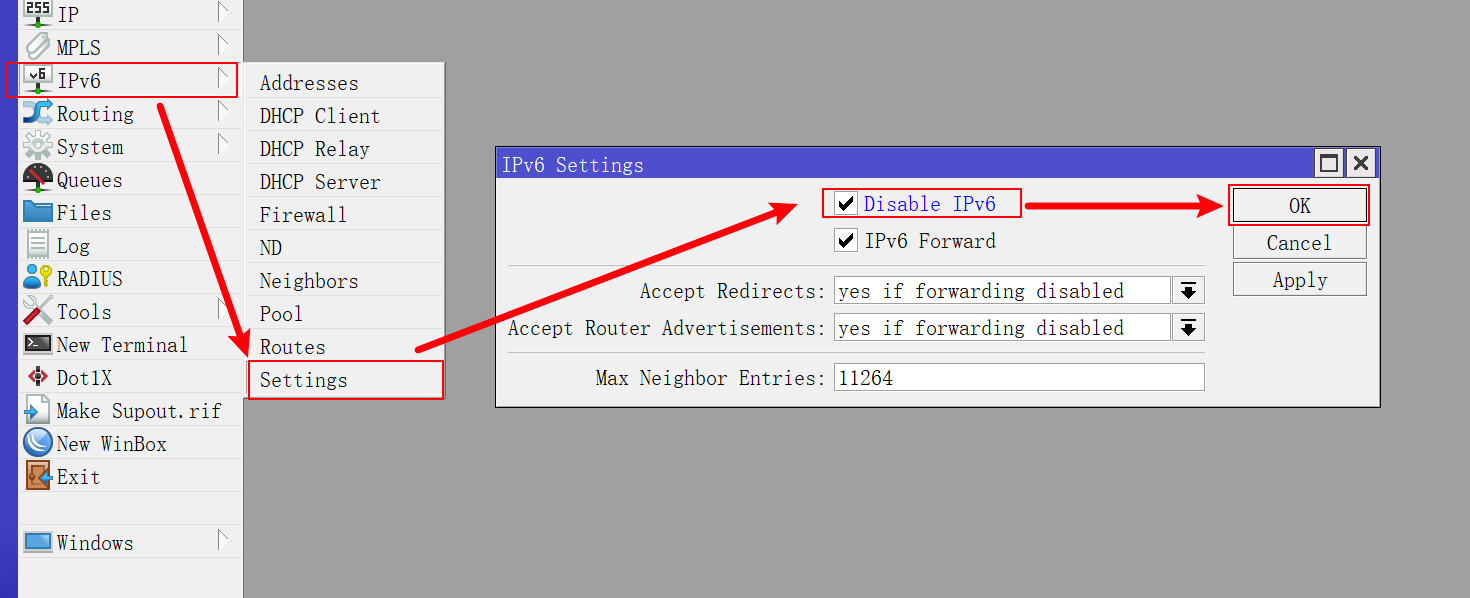 255
IP
MPLS
v6
IPv6
Routing
System
Queues
Files
Log
RADIUS
Tools
New Terminal
Dot1X
Make Supout.rif
New WinBox
Exit
Windows
Addresses
DHCP Client
DHCP Relay
DHCP Server
Firewall
ND
Neighbors
Pool
Routes
Settings
IPv6 Settings
Disable IPv6
IPv6 Forward
Accept Redirects: yes if forwarding disabled
Accept Router Advertisements: yes if forwarding disabled
Max Neighbor Entries: 11264
OK
Cancel
Apply